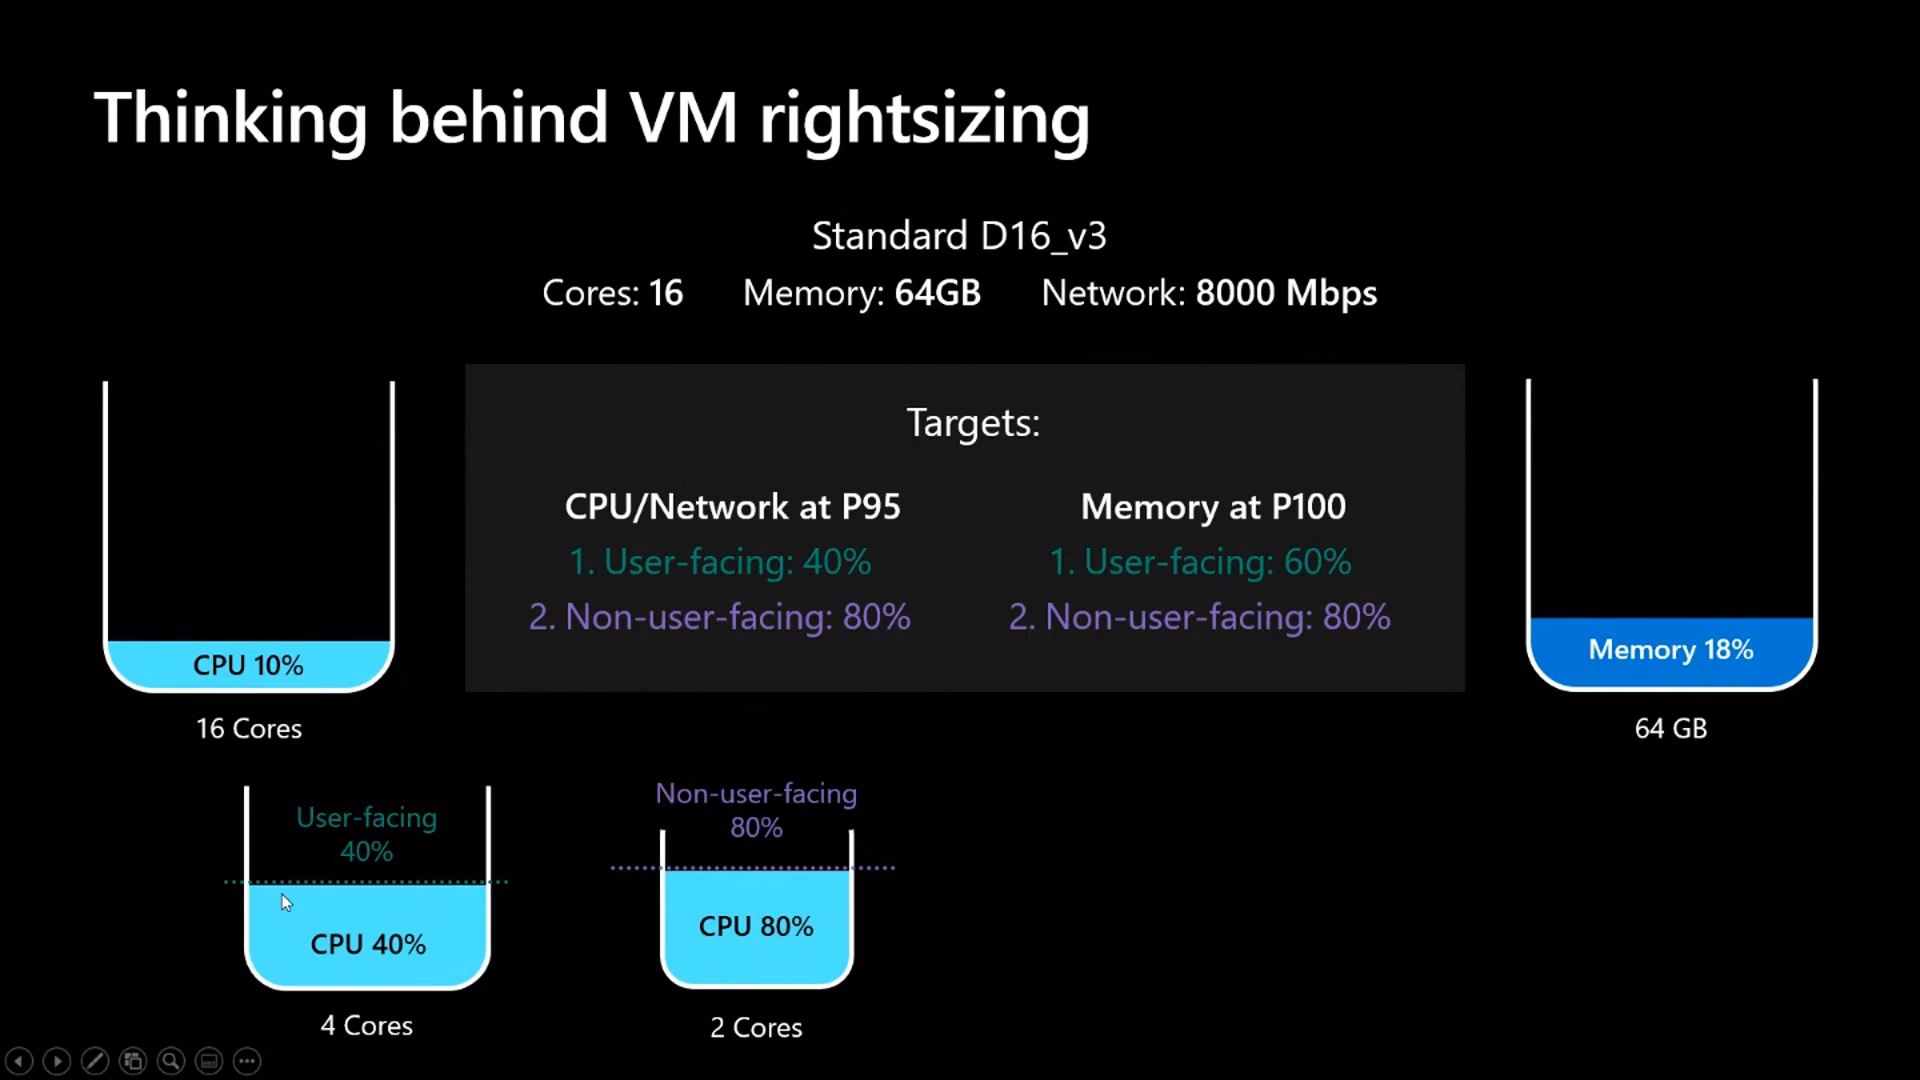 Thinking behind VM rightsizing
Standard D16_v3
Cores: 16 Memory: 64GB Network: 8000 Mbps
Targets:
CPU/Network at P95
1. User-facing: 40%
2. Non-user-facing: 80%
Memory at P100
1. User-facing: 60%
2. Non-user-facing: 80%
CPU 10%
16 Cores
Memory 18%
64 GB
User-facing
40%
CPU 40%
4 Cores
Non-user-facing
80%
CPU 80%
2 Cores